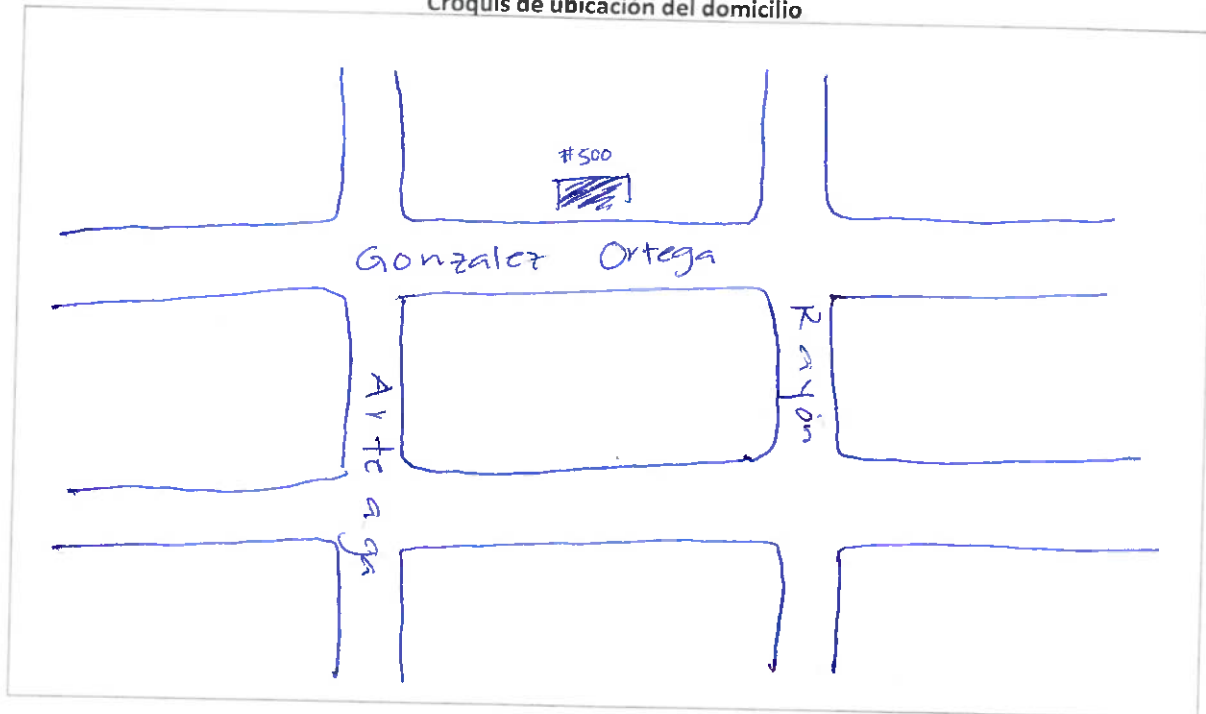 Croquis de ubicación del domicilio
#500
Gonzalez Ortega
Rayón
Arteaga